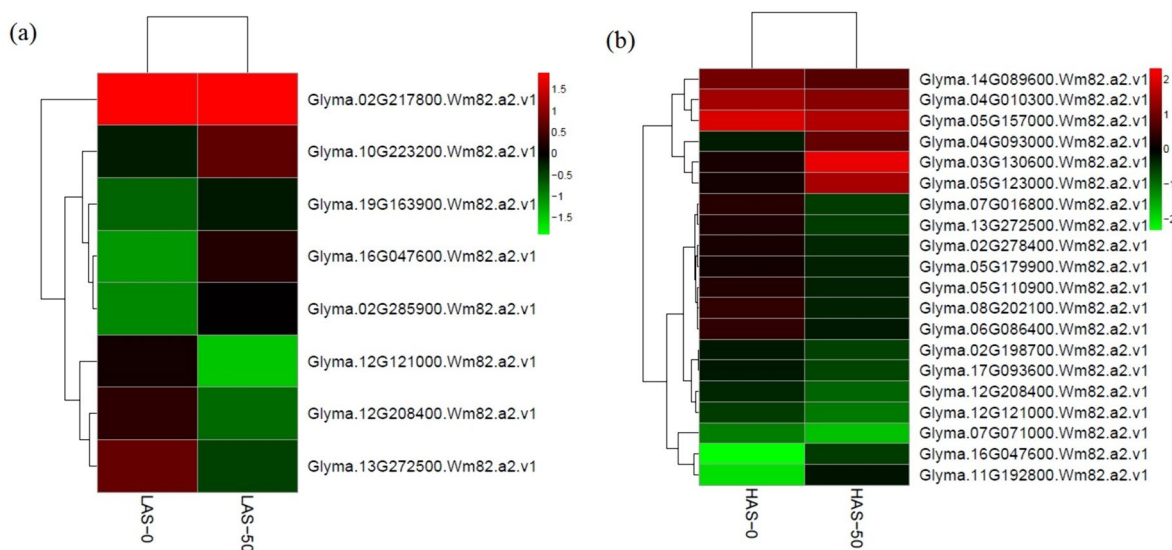 (a)
Glyma.02G217800.Wm82.a2.v1
Glyma.10G223200.Wm82.a2.v1
Glyma.19G163900.Wm82.a2.v1
Glyma.16G047600.Wm82.a2.v1
Glyma.02G285900.Wm82.a2.v1
Glyma.12G121000.Wm82.a2.v1
Glyma.12G208400.Wm82.a2.v1
Glyma.13G272500.Wm82.a2.v1
1.5
1
0.5
0
−0.5
−1
−1.5
LAS-0
LAS-50
(b)
Glyma.14G089600.Wm82.a2.v1
Glyma.04G010300.Wm82.a2.v1
Glyma.05G157000.Wm82.a2.v1
Glyma.04G093000.Wm82.a2.v1
Glyma.03G130600.Wm82.a2.v1
Glyma.05G123000.Wm82.a2.v1
Glyma.07G016800.Wm82.a2.v1
Glyma.13G272500.Wm82.a2.v1
Glyma.02G278400.Wm82.a2.v1
Glyma.05G179900.Wm82.a2.v1
Glyma.05G110900.Wm82.a2.v1
Glyma.08G202100.Wm82.a2.v1
Glyma.06G086400.Wm82.a2.v1
Glyma.02G198700.Wm82.a2.v1
Glyma.17G093600.Wm82.a2.v1
Glyma.12G208400.Wm82.a2.v1
Glyma.12G121000.Wm82.a2.v1
Glyma.07G071000.Wm82.a2.v1
Glyma.16G047600.Wm82.a2.v1
Glyma.11G192800.Wm82.a2.v1
2
1
0
−1
−2
HAS-0
HAS-50